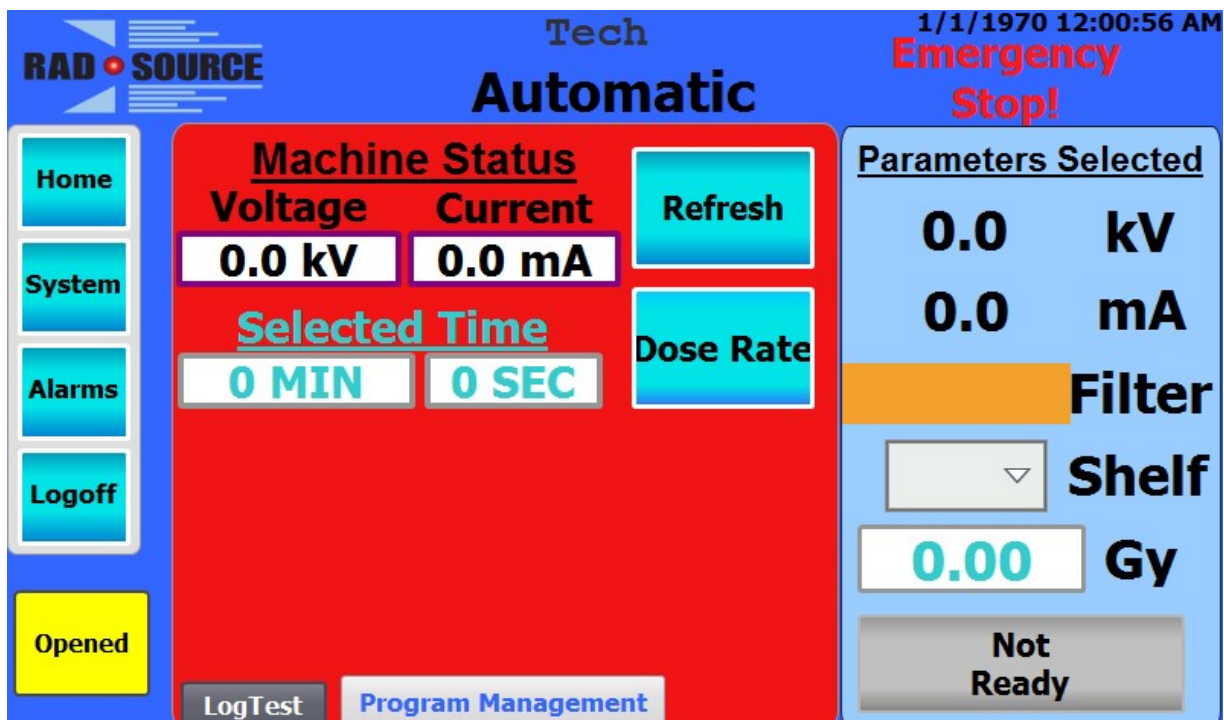 RAD SOURCE
Tech
Automatic
1/1/1970 12:00:56 AM
Emergency
Stop!
Home
System
Alarms
Logoff
Opened
Machine Status
Voltage Current
0.0 kV 0.0 mA
Selected Time
0 MIN 0 SEC
Refresh
Dose Rate
LogTest
Program Management
Parameters Selected
0.0 kV
0.0 mA
Filter
Shelf
0.00 Gy
Not
Ready